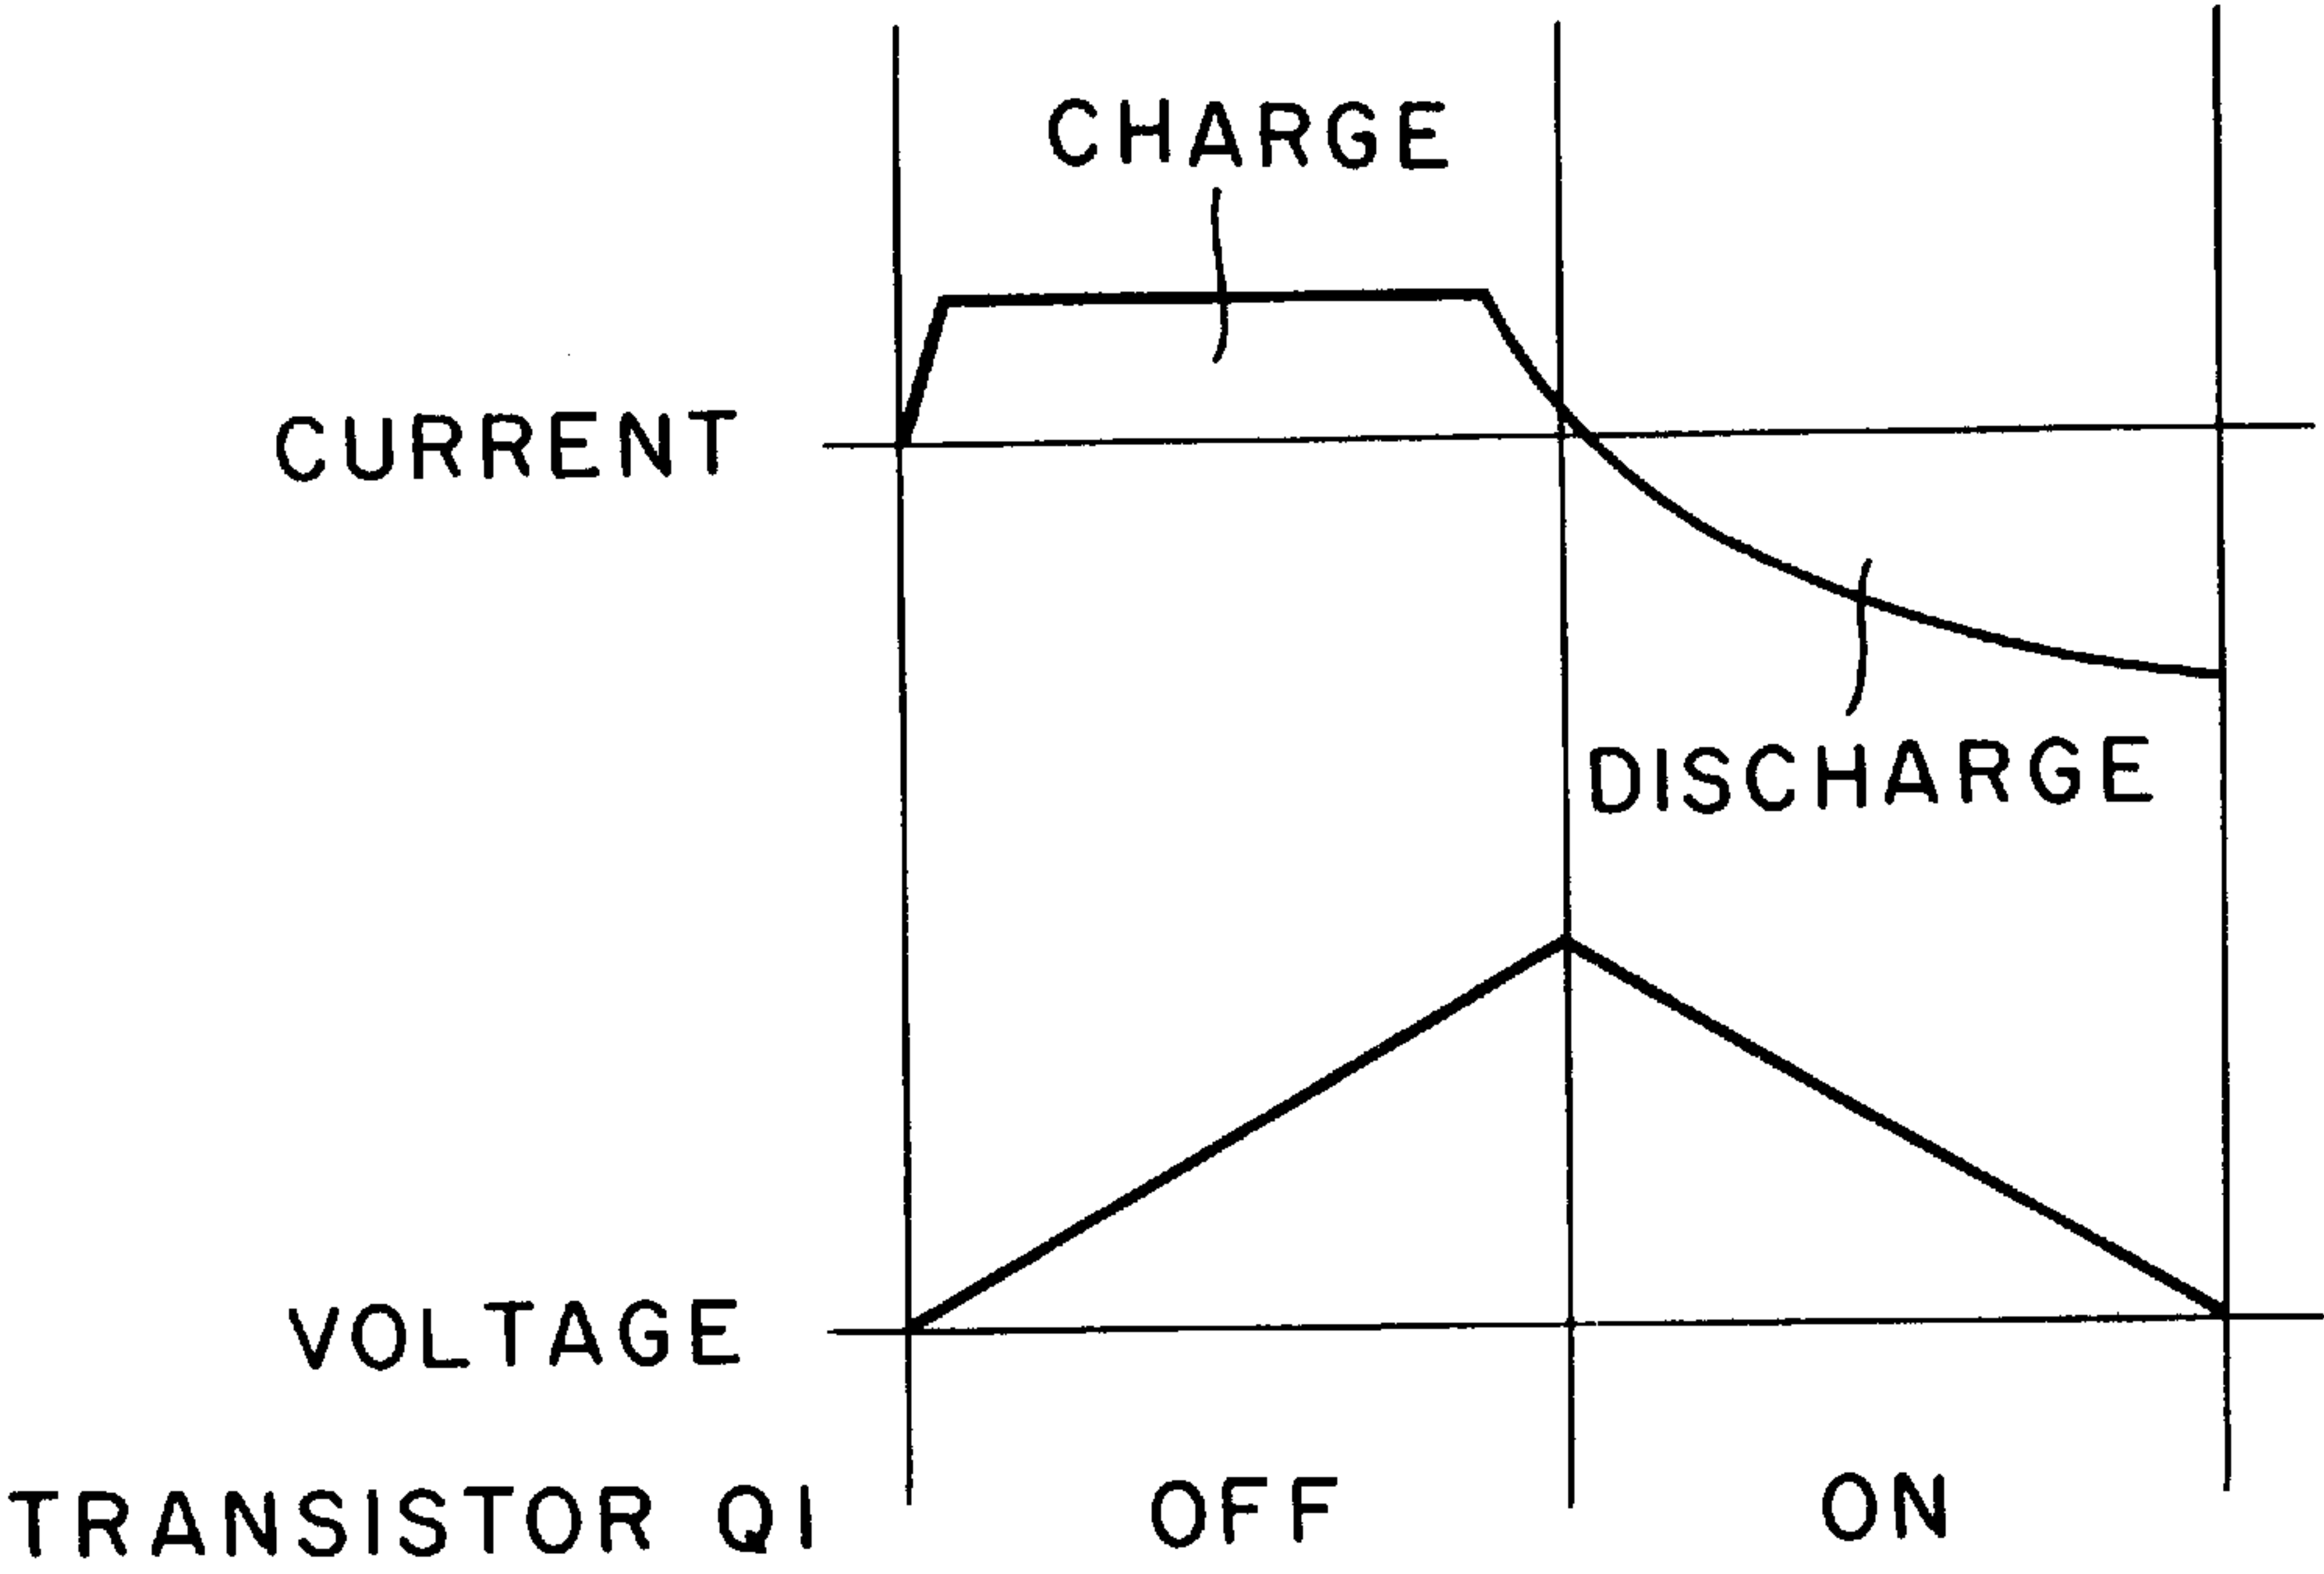 CHARGE
CURRENT
DISCHARGE
VOLTAGE
TRANSISTOR Q1 OFF ON